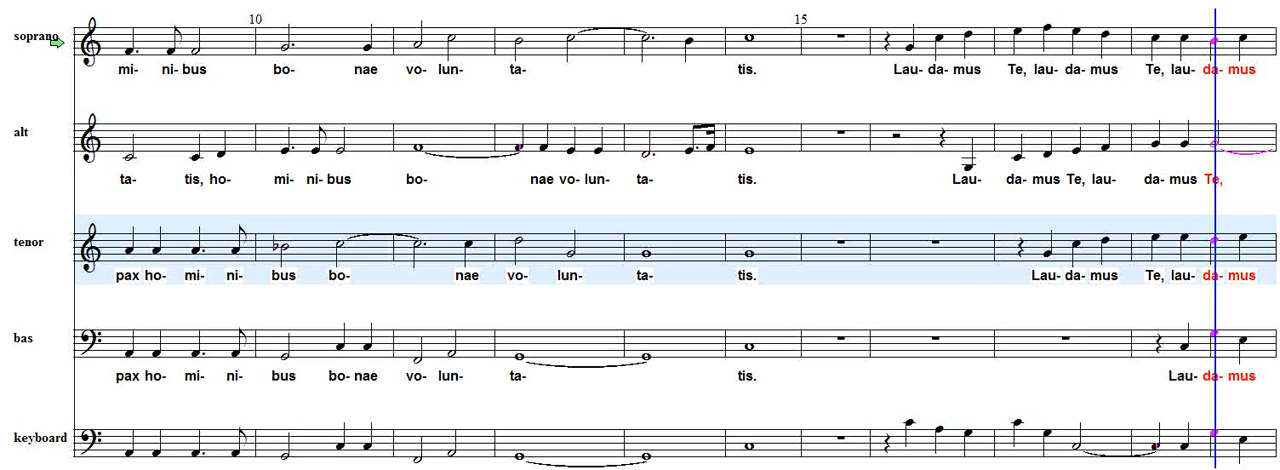 10 15
soprano
mi- ni- bus bo- nae vo- lun- ta- tis. Lau- da- mus Te, lau- da- mus Te, lau- da- mus
alt
ta- tis, ho- mi- ni- bus bo- nae vo- lun- ta- tis. Lau- da- mus Te, lau- da- mus Te,
tenor
pax ho- mi- ni- bus bo- nae vo- lun- ta- tis. Lau- da- mus Te, lau- da- mus
bas
pax ho- mi- ni- bus bo- nae vo- lun- ta- tis. Lau- da- mus
keyboard